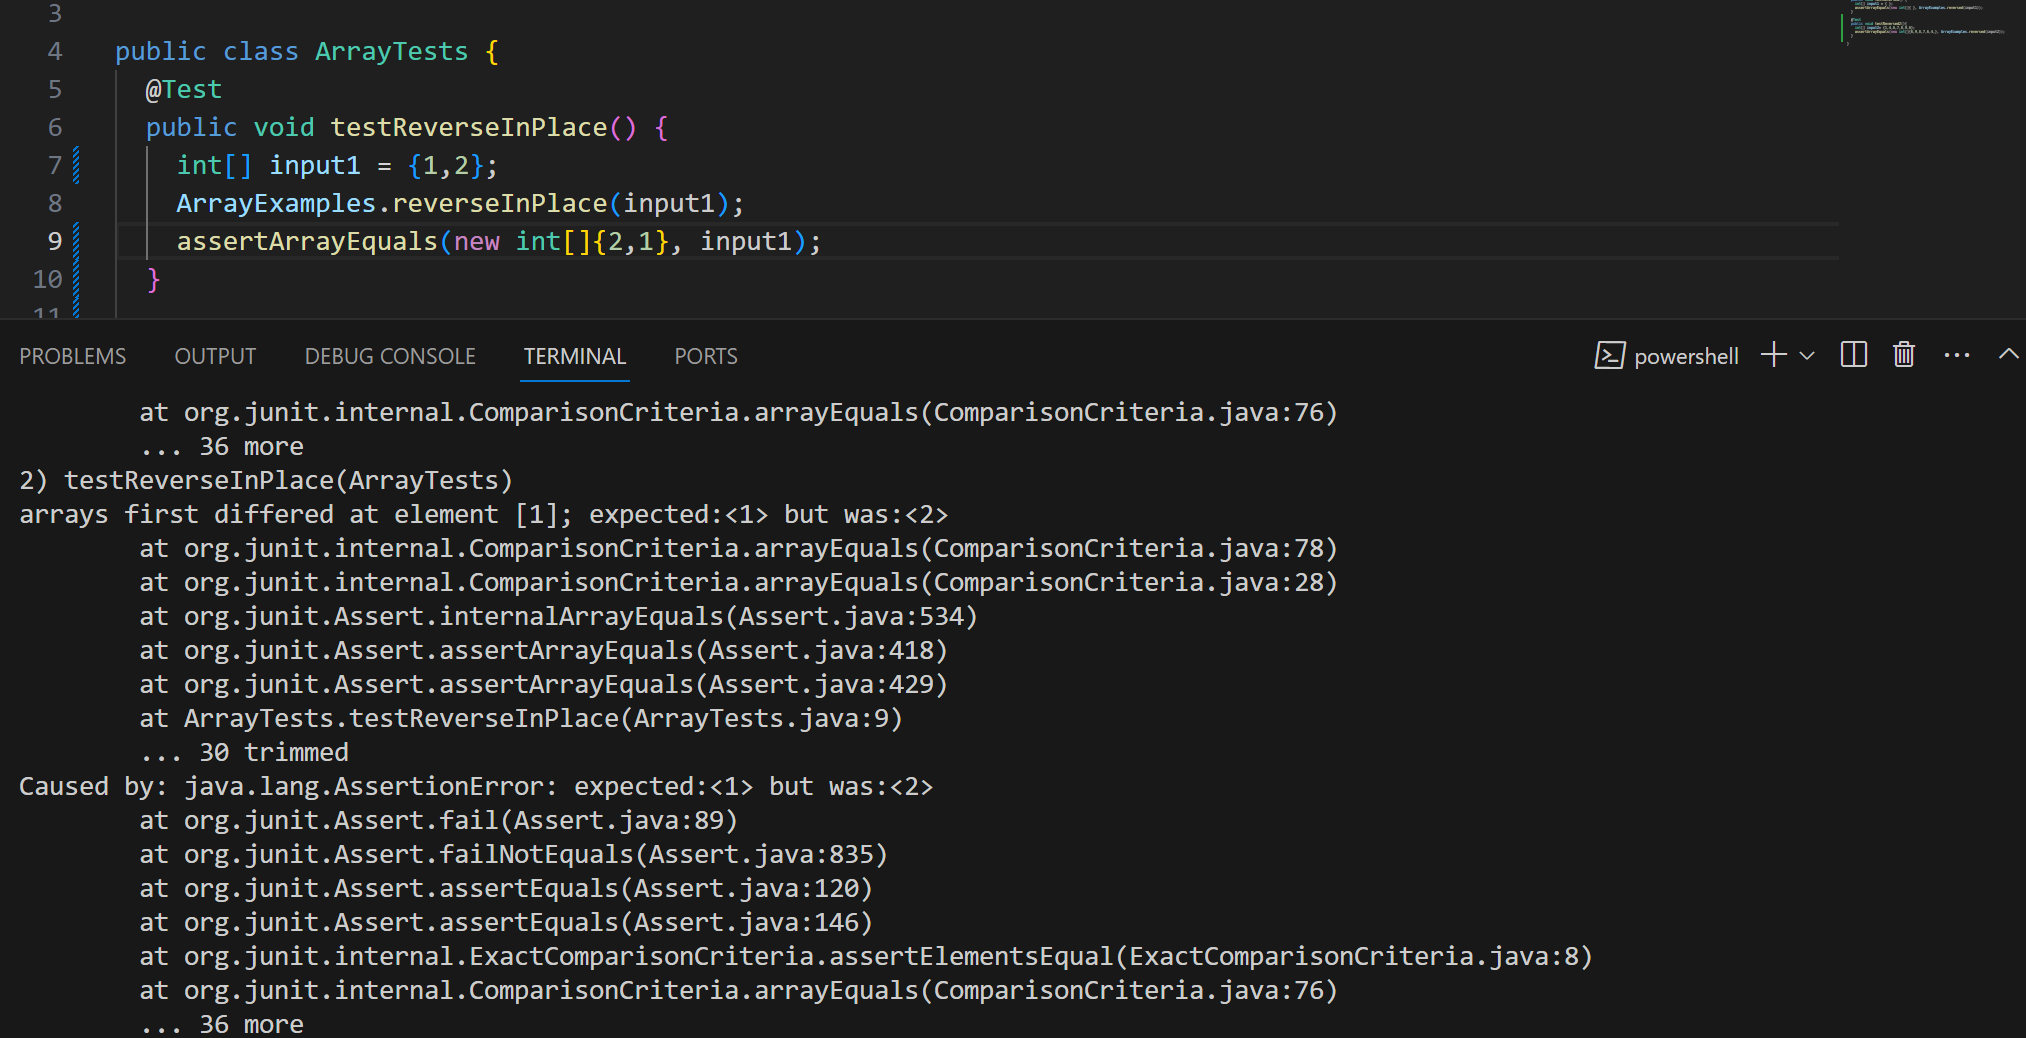 3
4 public class ArrayTests {
5 @Test
6 public void testReverseInPlace() {
7 int[] input1 = {1,2};
8 ArrayExamples.reverseInPlace(input1);
9 assertArrayEquals(new int[]{2,1}, input1);
10 }
11
PROBLEMS OUTPUT DEBUG CONSOLE TERMINAL PORTS powershell
at org.junit.internal.ComparisonCriteria.arrayEquals(ComparisonCriteria.java:76)
... 36 more
2) testReverseInPlace(ArrayTests)
arrays first differed at element [1]; expected:<1> but was:<2>
at org.junit.internal.ComparisonCriteria.arrayEquals(ComparisonCriteria.java:78)
at org.junit.internal.ComparisonCriteria.arrayEquals(ComparisonCriteria.java:28)
at org.junit.Assert.internalArrayEquals(Assert.java:534)
at org.junit.Assert.assertArrayEquals(Assert.java:418)
at org.junit.Assert.assertArrayEquals(Assert.java:429)
at ArrayTests.testReverseInPlace(ArrayTests.java:9)
... 30 trimmed
Caused by: java.lang.AssertionError: expected:<1> but was:<2>
at org.junit.Assert.fail(Assert.java:89)
at org.junit.Assert.failNotEquals(Assert.java:835)
at org.junit.Assert.assertEquals(Assert.java:120)
at org.junit.Assert.assertEquals(Assert.java:146)
at org.junit.internal.ExactComparisonCriteria.assertElementsEqual(ExactComparisonCriteria.java:8)
at org.junit.internal.ComparisonCriteria.arrayEquals(ComparisonCriteria.java:76)
... 36 more